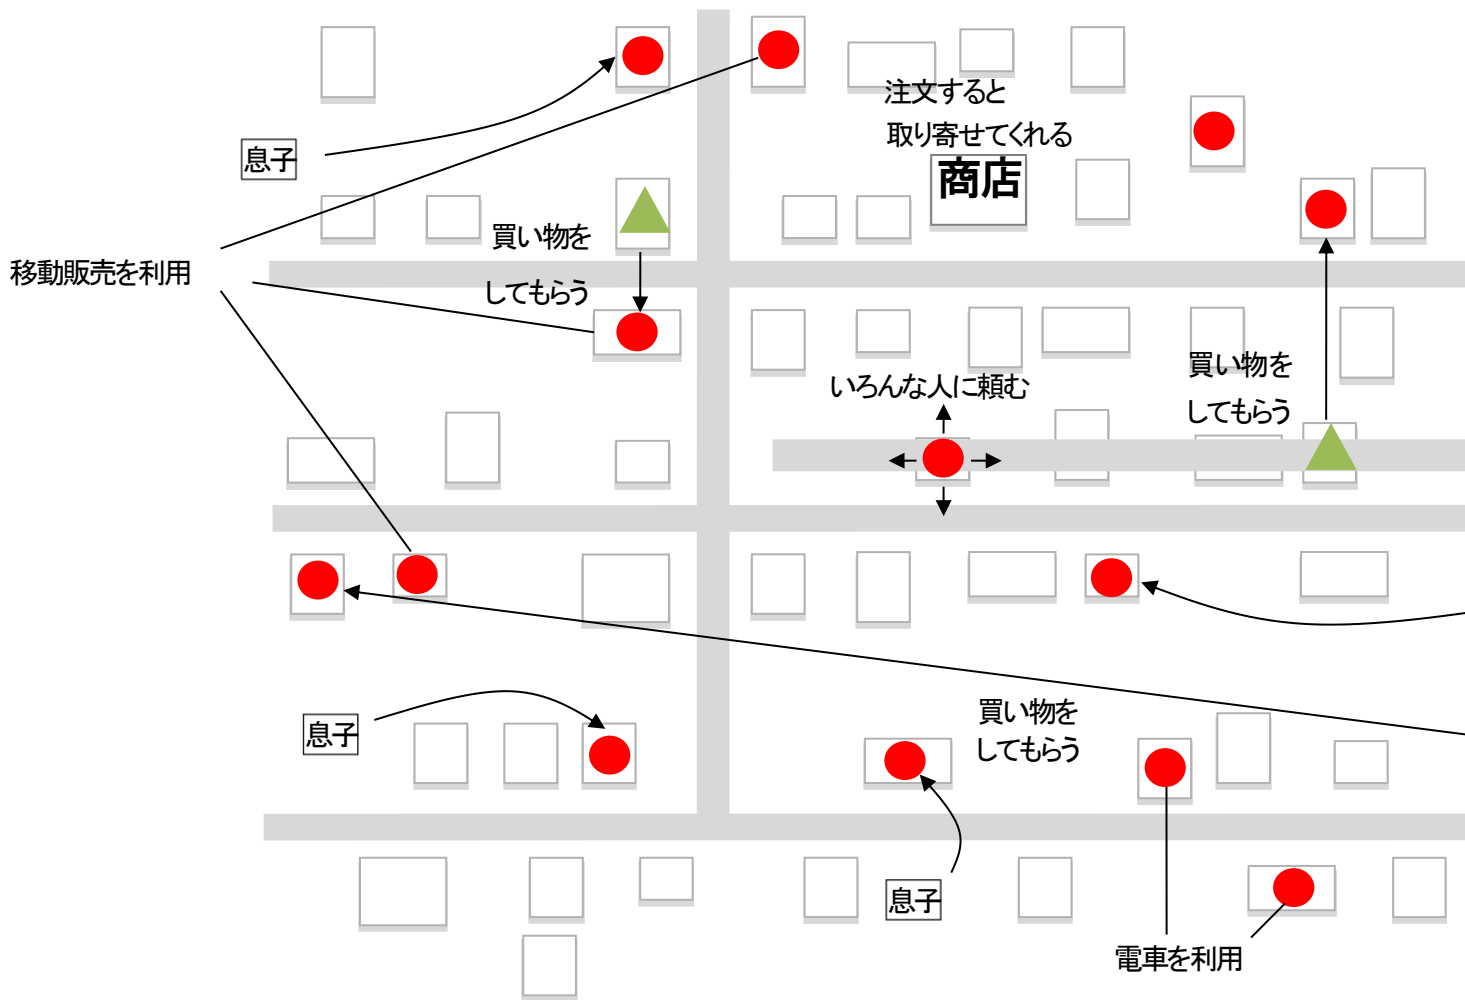 注文すると
取り寄せてくれる
商店
息子
買い物を
してもらう
移動販売を利用
買い物を
してもらう
いろんな人に頼む
息子
買い物を
してもらう
息子
電車を利用